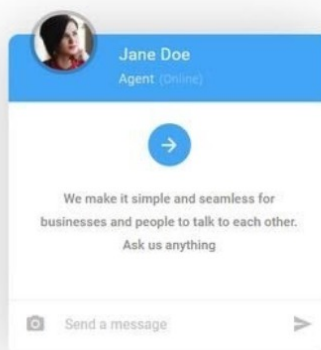 Jane Doe
Agent (Online)
We make it simple and seamless for
businesses and people to talk to each other.
Ask us anything
Send a message